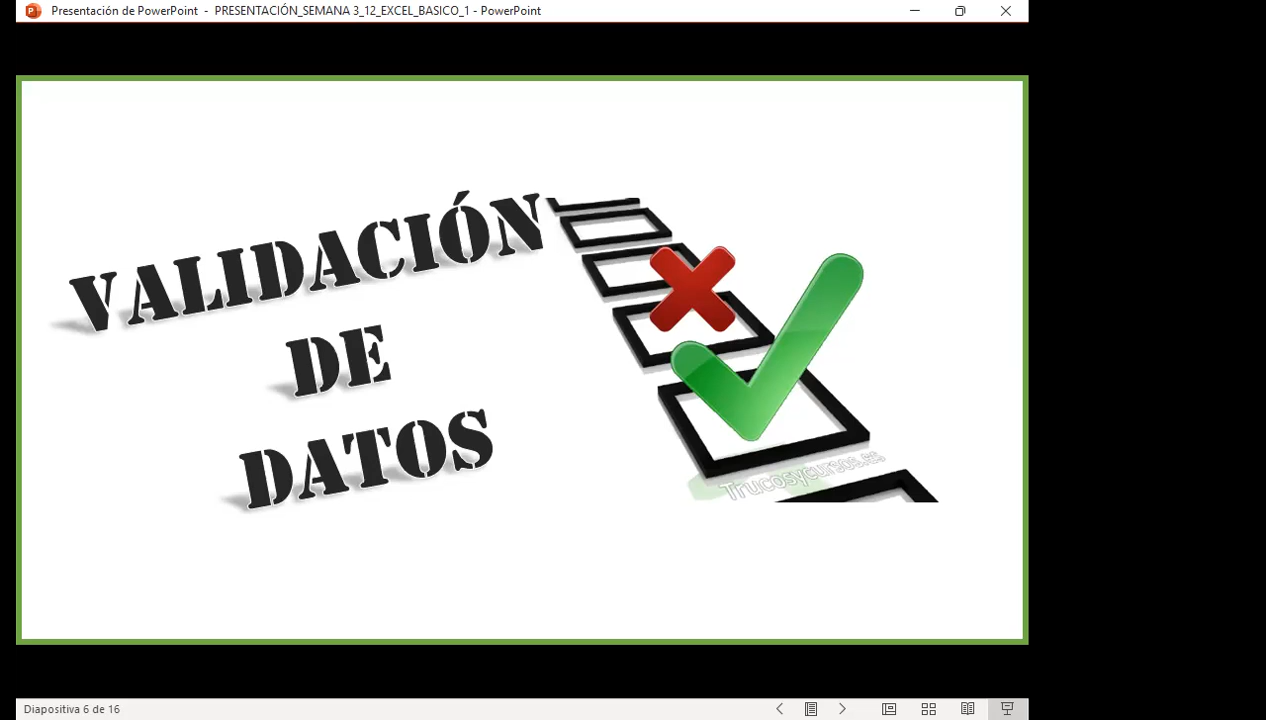 Presentación de PowerPoint - PRESENTACIÓN_SEMANA 3_12_EXCEL_BASICO_1 - PowerPoint
VALIDACIÓN
DE
DATOS
Trucosycursos.es
Diapositiva 6 de 16